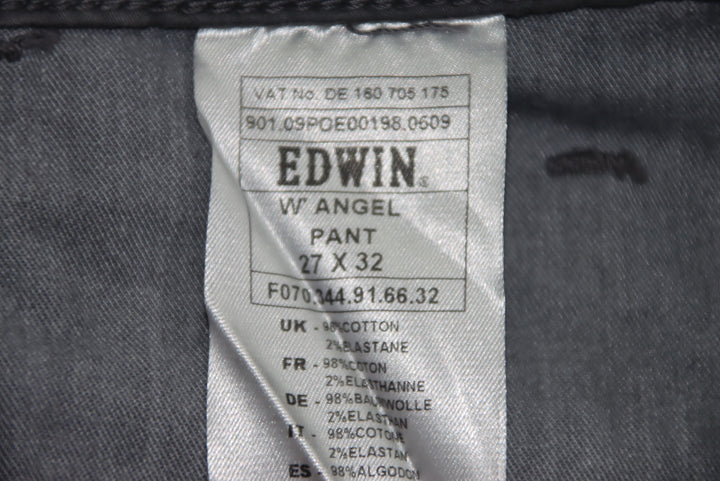 VAT No. DE 160 705 175
901.09PDE00198.0609
EDWIN®
W' ANGEL
PANT
27 X 32
F070.344.91.66.32
UK - 98%COTTON
2%ELASTANE
FR - 98%COTON
2%ELASTHANNE
DE - 98%BAUMWOLLE
2%ELASTAN
IT - 98%COTONE
2%ELASTAN
ES - 98%ALGODON